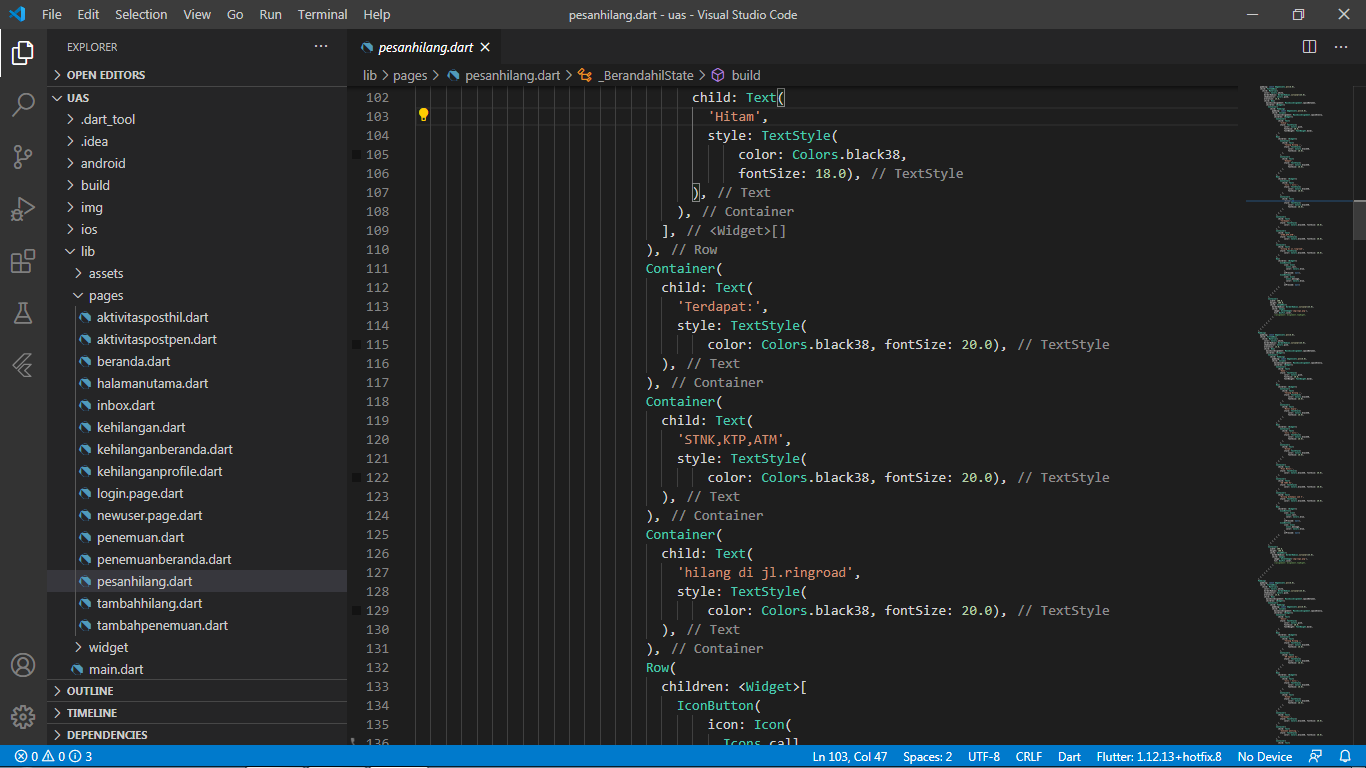 File Edit Selection View Go Run Terminal Help
pesanhilang.dart - uas - Visual Studio Code
EXPLORER
OPEN EDITORS
UAS
.dart_tool
.idea
android
build
img
ios
lib
assets
pages
aktivitasposthil.dart
aktivitaspostpen.dart
beranda.dart
halamanutama.dart
inbox.dart
kehilangan.dart
kehilanganberanda.dart
kehilanganprofile.dart
login.page.dart
newuser.page.dart
penemuan.dart
penemuanberanda.dart
pesanhilang.dart
tambahhilang.dart
tambahpenemuan.dart
widget
main.dart
OUTLINE
TIMELINE
DEPENDENCIES
pesanhilang.dart
lib > pages > pesanhilang.dart > _BerandahilState > build
102 child: Text(
103 'Hitam',
104 style: TextStyle(
105 color: Colors.black38,
106 fontSize: 18.0), // TextStyle
107 ), // Text
108 ), // Container
109 ], // <Widget>[]
110 ), // Row
111 Container(
112 child: Text(
113 'Terdapat:',
114 style: TextStyle(
115 color: Colors.black38, fontSize: 20.0), // TextStyle
116 ), // Text
117 ), // Container
118 Container(
119 child: Text(
120 'STNK,KTP,ATM',
121 style: TextStyle(
122 color: Colors.black38, fontSize: 20.0), // TextStyle
123 ), // Text
124 ), // Container
125 Container(
126 child: Text(
127 'hilang di jl.ringroad',
128 style: TextStyle(
129 color: Colors.black38, fontSize: 20.0), // TextStyle
130 ), // Text
131 ), // Container
132 Row(
133 children: <Widget>[
134 IconButton(
135 icon: Icon(
136 Icons.call
0 0 3
Ln 103, Col 47 Spaces: 2 UTF-8 CRLF Dart Flutter: 1.12.13+hotfix.8 No Device